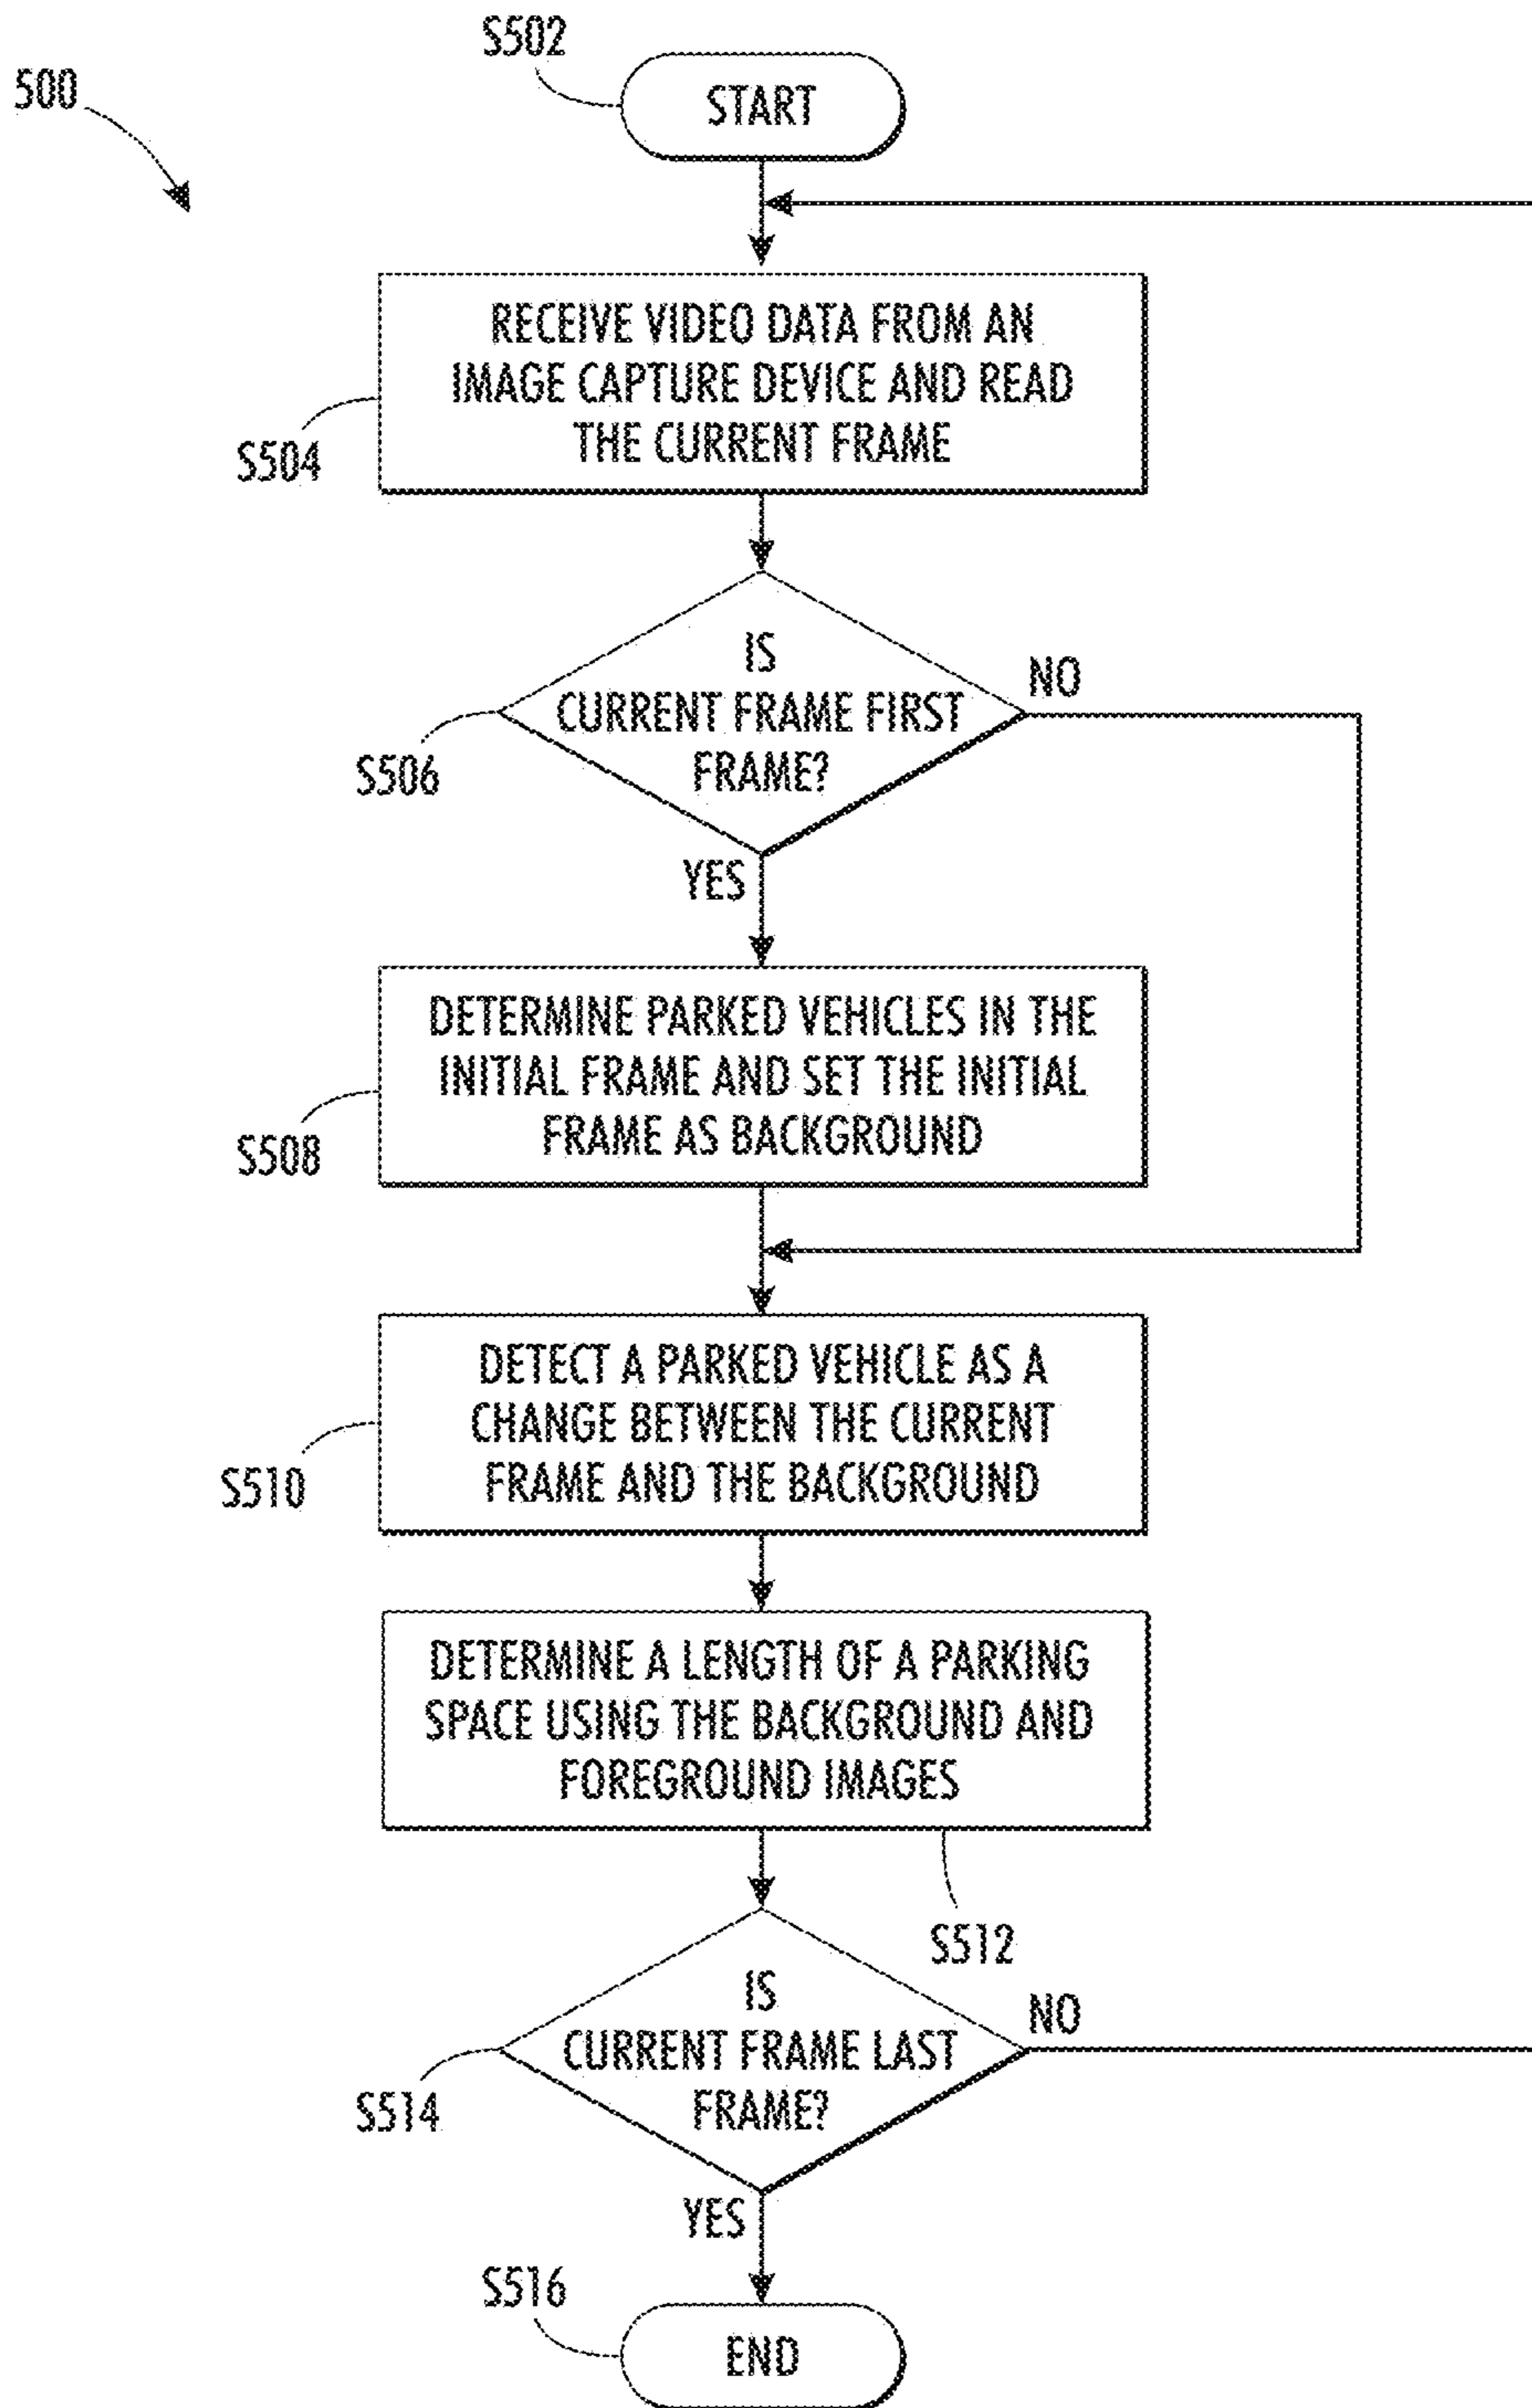 500
S502
START
RECEIVE VIDEO DATA FROM AN
IMAGE CAPTURE DEVICE AND READ
THE CURRENT FRAME
S504
IS
CURRENT FRAME FIRST
FRAME?
NO
S506
YES
DETERMINE PARKED VEHICLES IN THE
INITIAL FRAME AND SET THE INITIAL
FRAME AS BACKGROUND
S508
DETECT A PARKED VEHICLE AS A
CHANGE BETWEEN THE CURRENT
FRAME AND THE BACKGROUND
S510
DETERMINE A LENGTH OF A PARKING
SPACE USING THE BACKGROUND AND
FOREGROUND IMAGES
S512
IS
CURRENT FRAME LAST
FRAME?
NO
S514
YES
S516
END